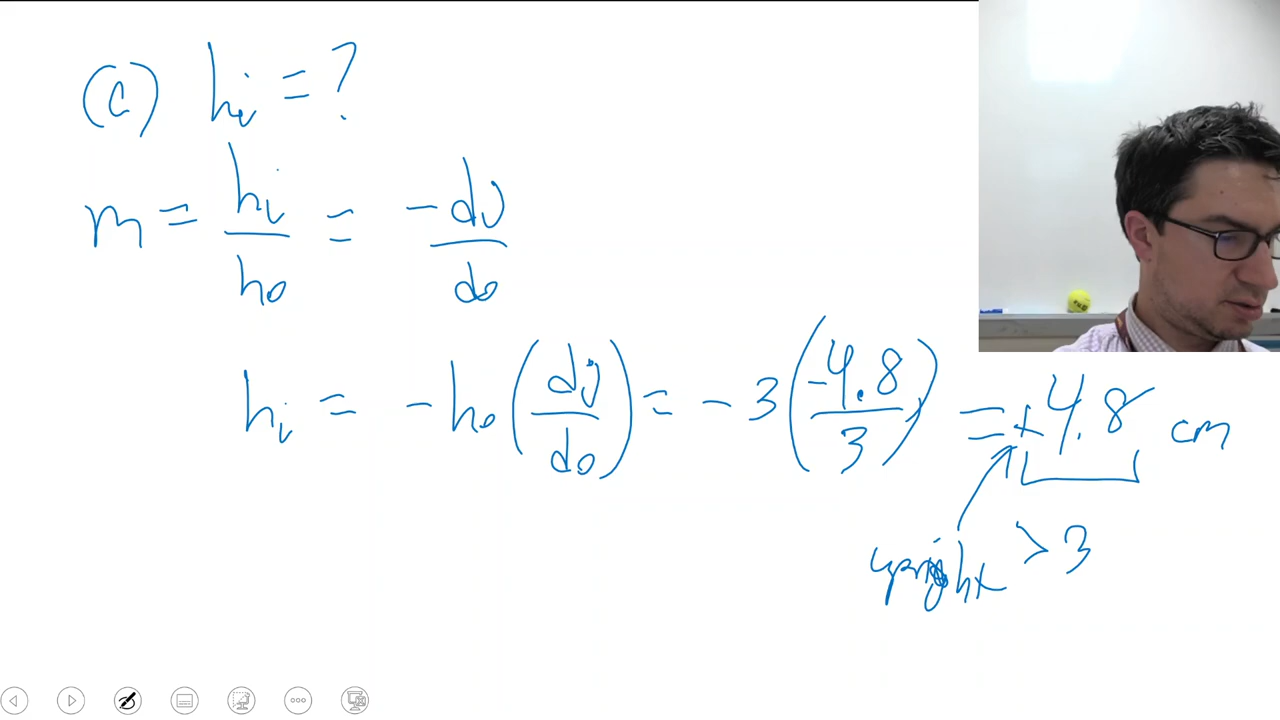 (c) hi = ?
m = hi/ho = -di/do
hi = -ho (di/do) = -3 (-4.8/3) = +4.8 cm
upright > 3